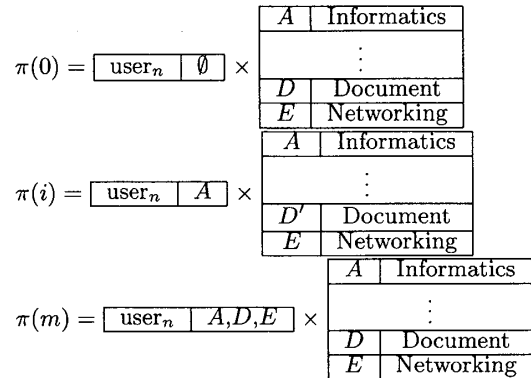 A Informatics
⋮
π(0) = user_n ∅ ×
D Document
E Networking
A Informatics
⋮
π(i) = user_n A ×
D′ Document
E Networking
A Informatics
⋮
π(m) = user_n A,D,E ×
D Document
E Networking